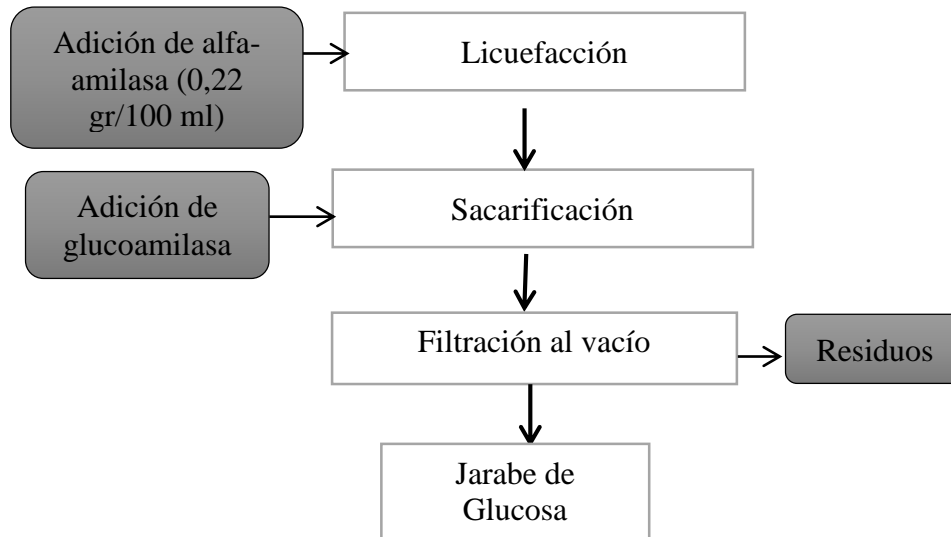 Adición de alfa-
amilasa (0,22
gr/100 ml)
Licuefacción
Adición de
glucoamilasa
Sacarificación
Filtración al vacío
Residuos
Jarabe de
Glucosa